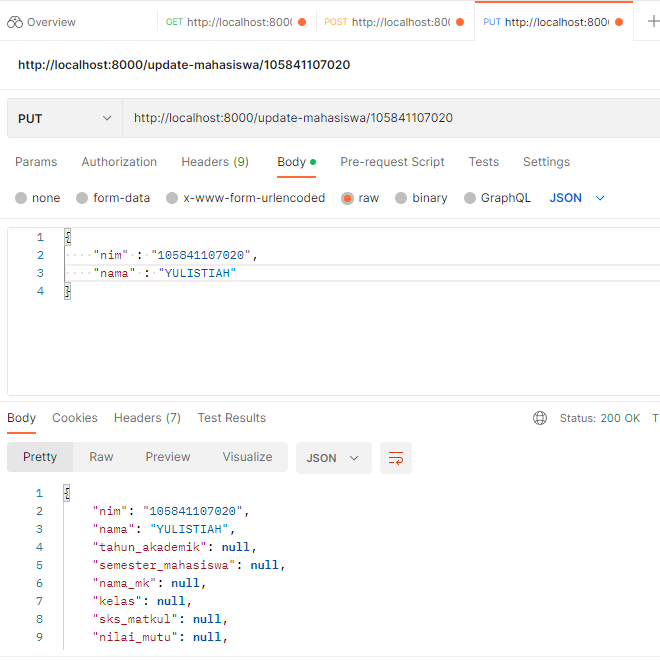 Overview
GET http://localhost:800(
POST http://localhost:800(
PUT http://localhost:800(
http://localhost:8000/update-mahasiswa/105841107020
PUT http://localhost:8000/update-mahasiswa/105841107020
Params Authorization Headers (9) Body Pre-request Script Tests Settings
none form-data x-www-form-urlencoded raw binary GraphQL JSON
1 {
2 "nim" : "105841107020",
3 "nama" : "YULISTIAH"
4 }
Body Cookies Headers (7) Test Results Status: 200 OK T
Pretty Raw Preview Visualize JSON
1 {
2 "nim": "105841107020",
3 "nama": "YULISTIAH",
4 "tahun_akademik": null,
5 "semester_mahasiswa": null,
6 "nama_mk": null,
7 "kelas": null,
8 "sks_matkul": null,
9 "nilai_mutu": null,